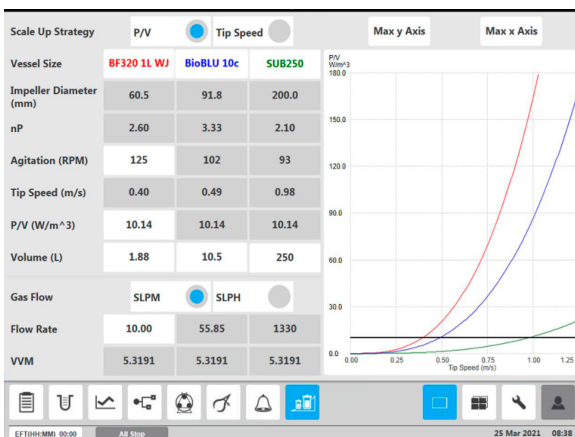 Scale Up Strategy P/V Tip Speed Max y Axis Max x Axis
Vessel Size BF320 1L WJ BioBLU 10c SUB250
Impeller Diameter (mm) 60.5 91.8 200.0
nP 2.60 3.33 2.10
Agitation (RPM) 125 102 93
Tip Speed (m/s) 0.40 0.49 0.98
P/V (W/m^3) 10.14 10.14 10.14
Volume (L) 1.88 10.5 250
Gas Flow SLPM SLPH
Flow Rate 10.00 55.85 1330
VVM 5.3191 5.3191 5.3191
P/V
W/m^3
180.0
150.0
120.0
90.0
60.0
30.0
0.0
0.00 0.25 0.50 0.75 1.00 1.25
Tip Speed (m/s)
EFT(HH:MM) 00:00 All Stop 25 Mar 2021 08:38